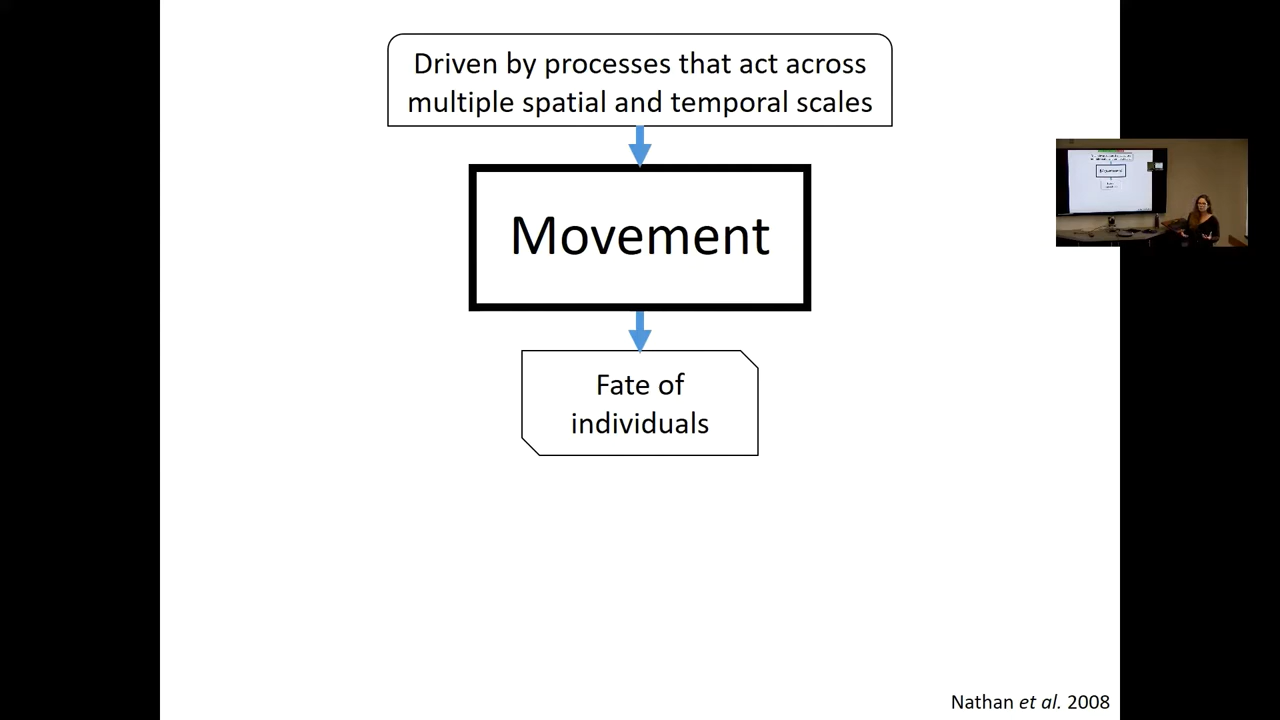 Driven by processes that act across
multiple spatial and temporal scales
Movement
Fate of
individuals
Nathan et al. 2008